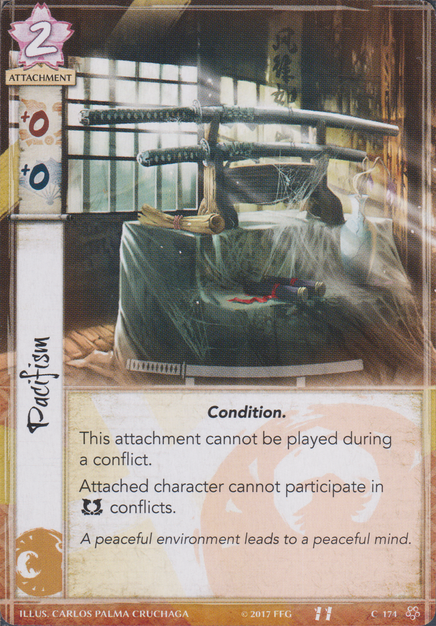 2
ATTACHMENT
+0
+0
Pacifism
Condition.
This attachment cannot be played during
a conflict.
Attached character cannot participate in
conflicts.
A peaceful environment leads to a peaceful mind.
ILLUS. CARLOS PALMA CRUCHAGA
© 2017 FFG
C 174